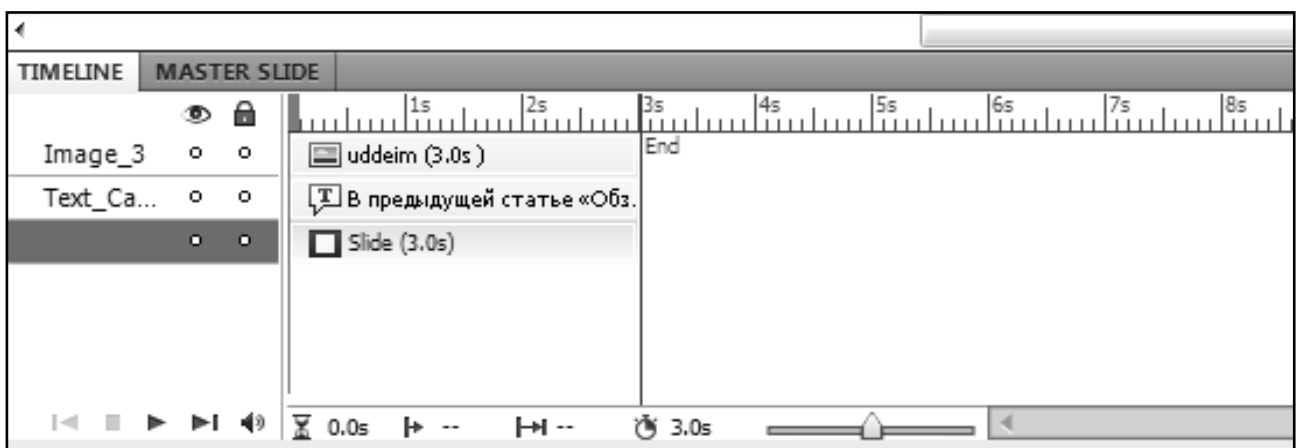 TIMELINE MASTER SLIDE
1s 2s 3s 4s 5s 6s 7s 8s
End
Image_3 uddeim (3.0s)
Text_Ca... В предыдущей статье «Обз.
Slide (3.0s)
0.0s -- -- 3.0s